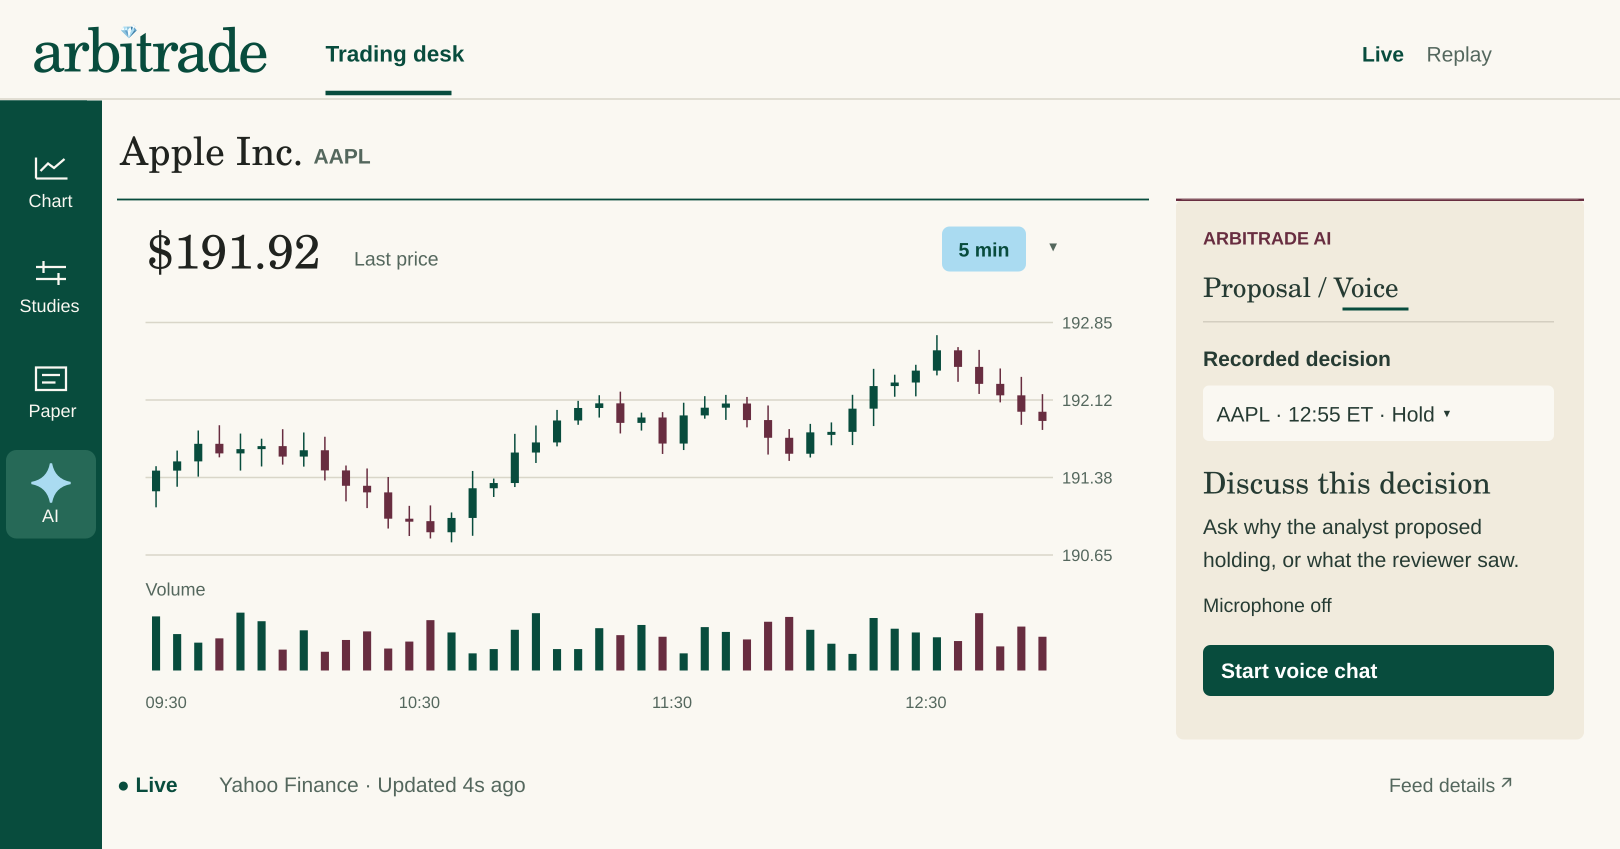 arbitrade
Trading desk
Live
Replay
Apple Inc. AAPL
Chart
Studies
Paper
AI
$191.92
Last price
5 min ▼
192.85
192.12
191.38
190.65
Volume
09:30
10:30
11:30
12:30
ARBITRADE AI
Proposal / Voice
Recorded decision
AAPL · 12:55 ET · Hold ▾
Discuss this decision
Ask why the analyst proposed
holding, or what the reviewer saw.
Microphone off
Start voice chat
● Live
Yahoo Finance · Updated 4s ago
Feed details ↗